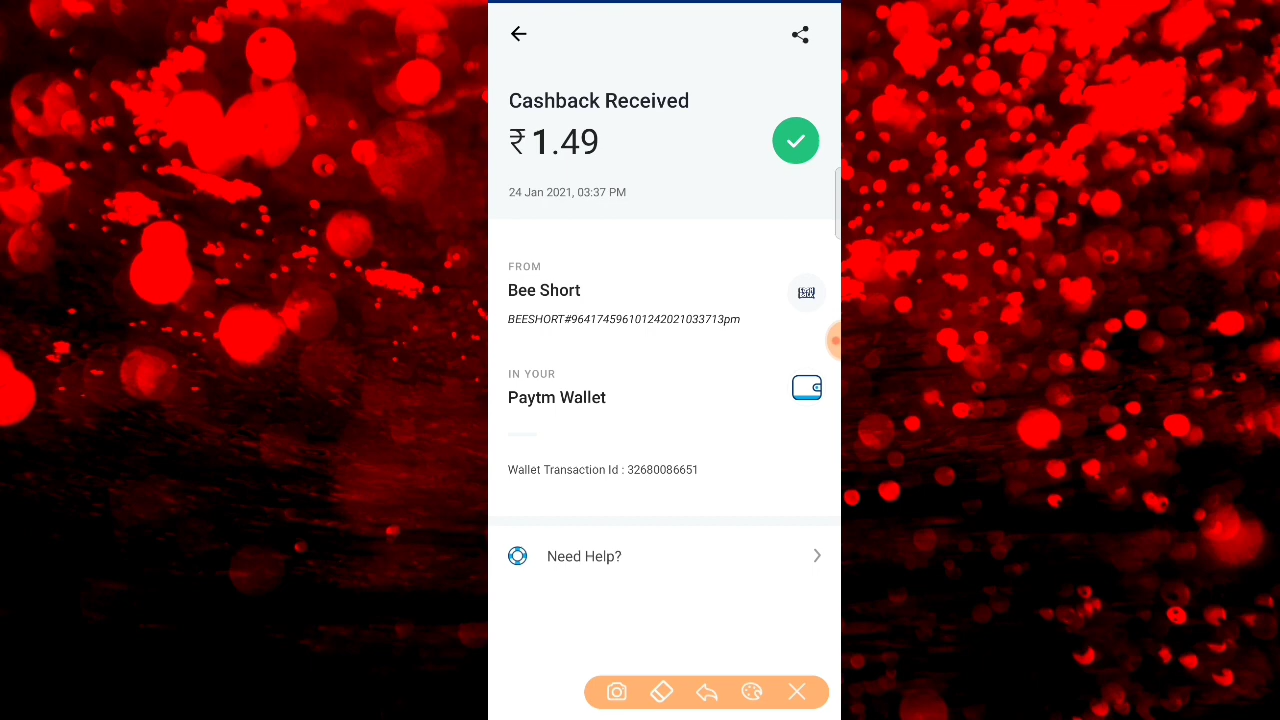 Cashback Received
₹ 1.49
24 Jan 2021, 03:37 PM
FROM
Bee Short
BEESHORT#964174596101242021033713pm
IN YOUR
Paytm Wallet
Wallet Transaction Id : 32680086651
Need Help?